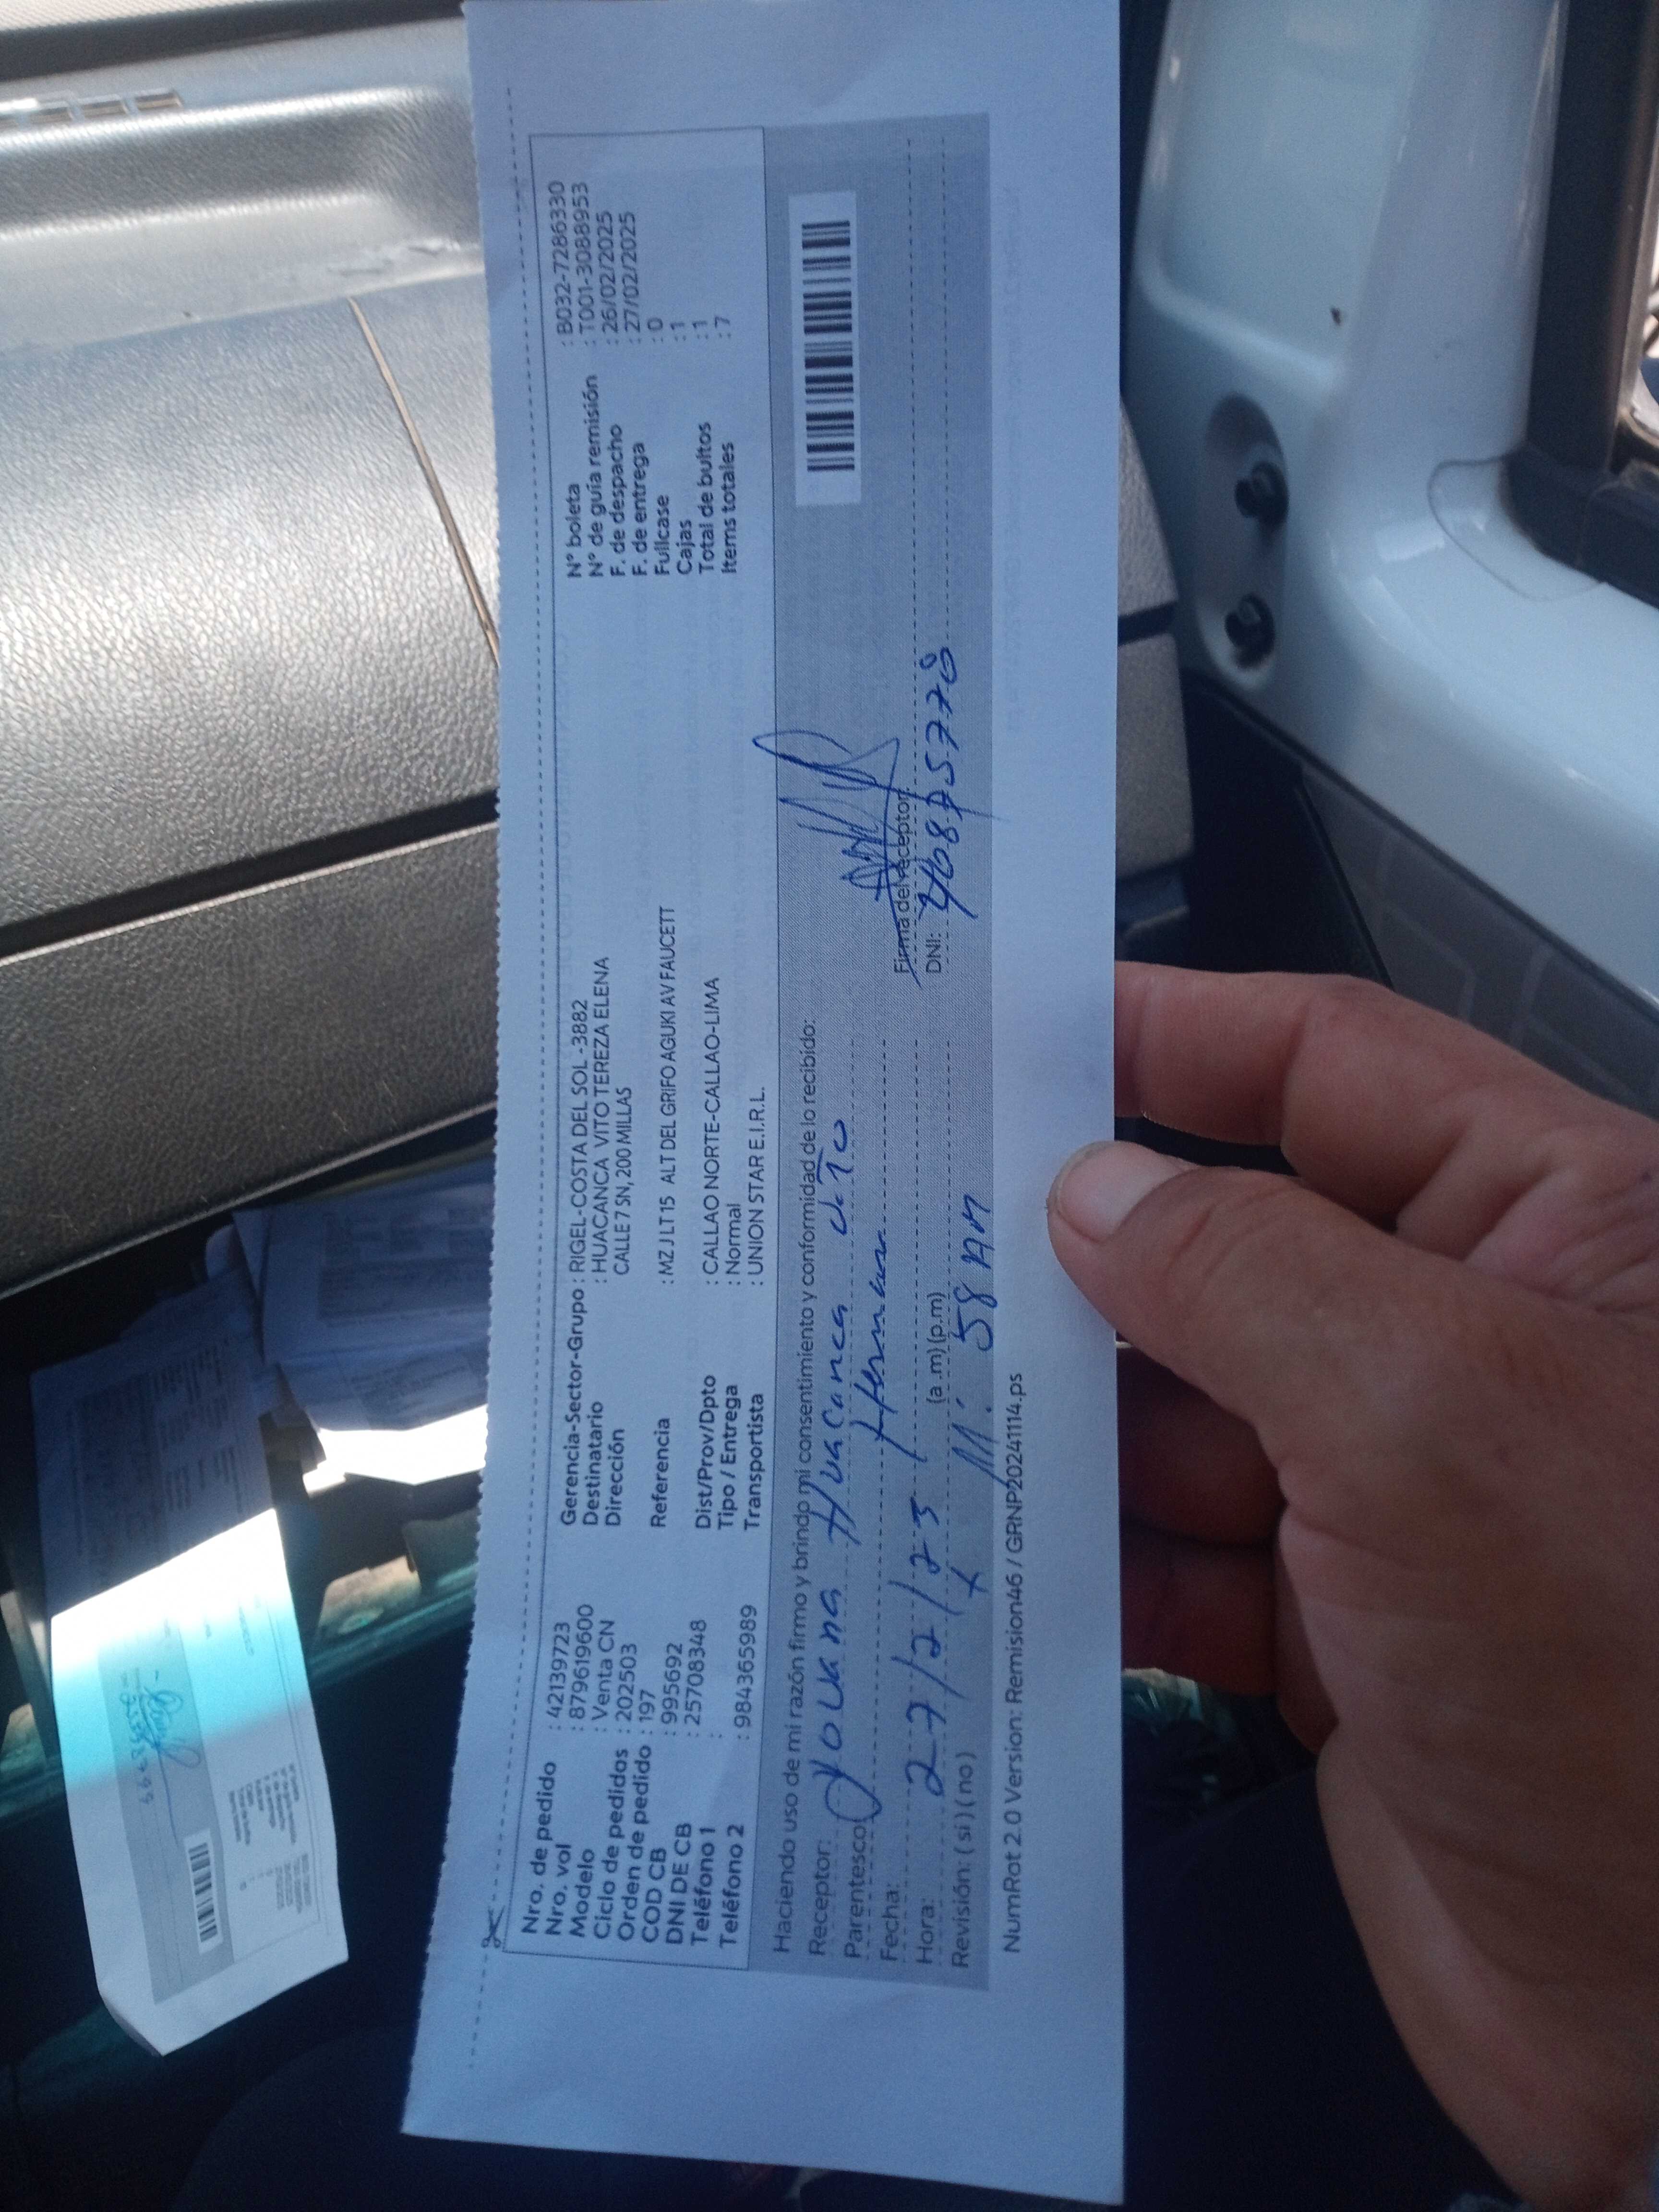 Nro. de pedido : 42139723
Nro. vol : 879619600
Modelo : Venta CN
Ciclo de pedidos : 202503
Orden de pedido : 197
COD CB : 995692
DNI DE CB : 25708348
Teléfono 1 :
Teléfono 2 : 984365989
Gerencia-Sector-Grupo : RIGEL-COSTA DEL SOL -3882
Destinatario : HUACANCA VITO TEREZA ELENA
Dirección CALLE 7 SN, 200 MILLAS
Referencia : MZ J LT15 ALT DEL GRIFO AGUKI AV FAUCETT
Dist/Prov/Dpto : CALLAO NORTE-CALLAO-LIMA
Tipo / Entrega : Normal
Transportista : UNION STAR E.I.R.L.
N° boleta : B032-7286330
N° de guía remisión : T001-3088953
F. de despacho : 26/02/2025
F. de entrega : 27/02/2025
Fullcase : 0
Cajas : 1
Total de bultos : 1
Items totales : 7
Haciendo uso de mi razón firmo y brindo mi consentimiento y conformidad de lo recibido:
Receptor: Yovana Huacanca
Parentesco:
Fecha: 27/2/25
Hora: (a.m) (p.m) 11:58 AM
Revisión: (si) (no)
Firma del receptor:
DNI:
NumRot 2.0 Version: Remision46 / GRNP20241114.ps